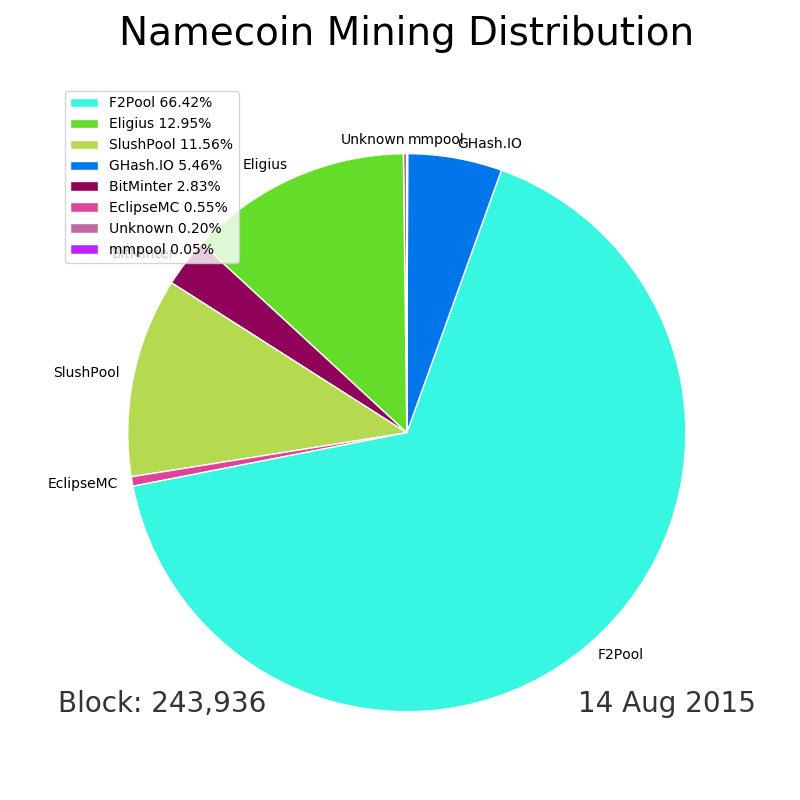 Namecoin Mining Distribution
F2Pool 66.42%
Eligius 12.95%
SlushPool 11.56%
GHash.IO 5.46%
BitMinter 2.83%
EclipseMC 0.55%
Unknown 0.20%
mmpool 0.05%
Unknown
mmpool
GHash.IO
Eligius
BitMinter
SlushPool
EclipseMC
F2Pool
Block: 243,936
14 Aug 2015